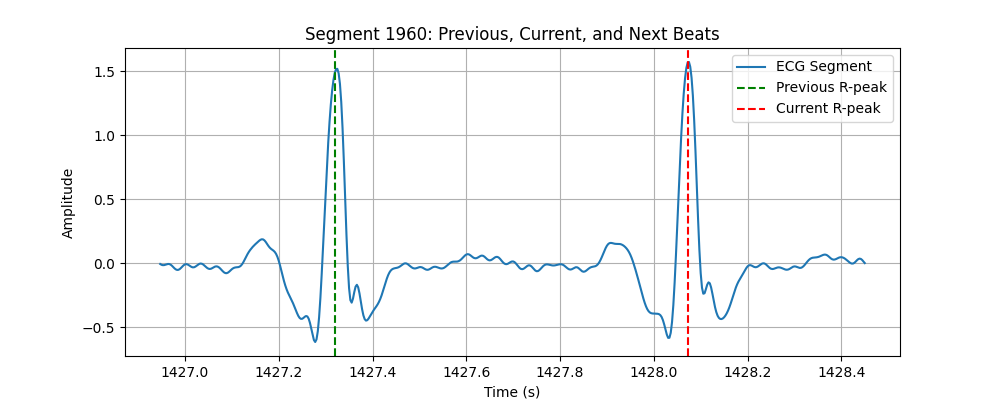 Segment 1960: Previous, Current, and Next Beats
ECG Segment
Previous R-peak
Current R-peak
Amplitude
1.5
1.0
0.5
0.0
−0.5
1427.0 1427.2 1427.4 1427.6 1427.8 1428.0 1428.2 1428.4
Time (s)